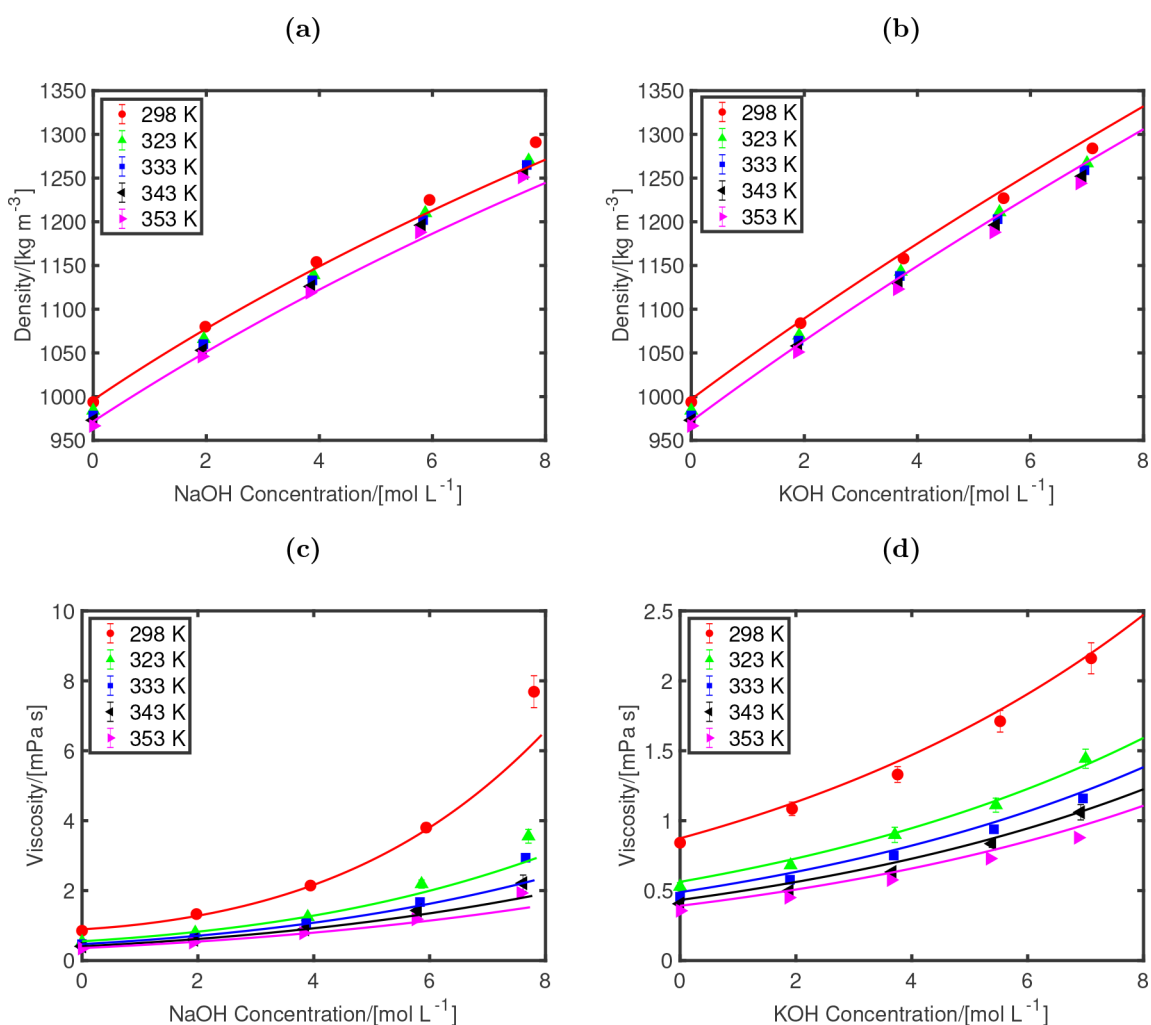 (a)
1350
1300
1250
1200
1150
1100
1050
1000
950
Density/[kg m-3]
298 K
323 K
333 K
343 K
353 K
0 2 4 6 8
NaOH Concentration/[mol L-1]
(b)
1350
1300
1250
1200
1150
1100
1050
1000
950
Density/[kg m-3]
298 K
323 K
333 K
343 K
353 K
0 2 4 6 8
KOH Concentration/[mol L-1]
(c)
10
8
6
4
2
0
Viscosity/[mPa s]
298 K
323 K
333 K
343 K
353 K
0 2 4 6 8
NaOH Concentration/[mol L-1]
(d)
2.5
2
1.5
1
0.5
0
Viscosity/[mPa s]
298 K
323 K
333 K
343 K
353 K
0 2 4 6 8
KOH Concentration/[mol L-1]